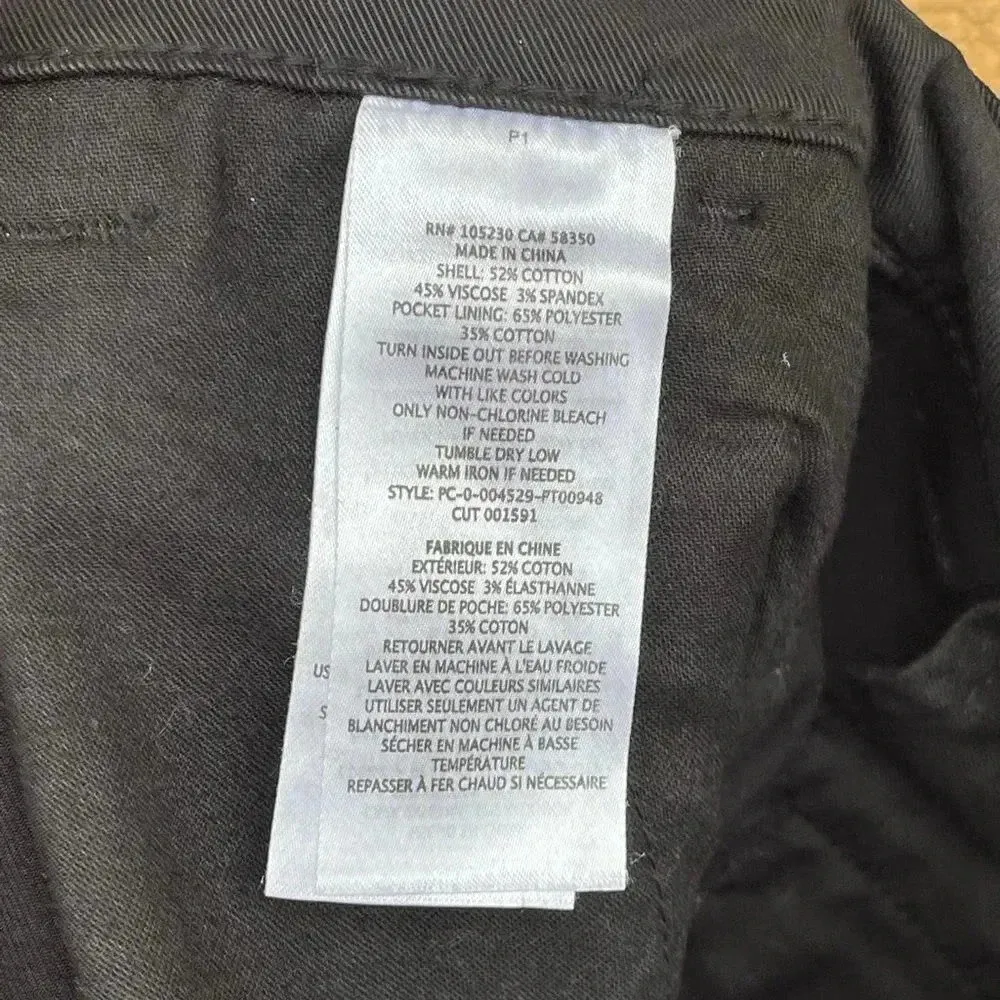 P1
RN# 105230 CA# 58350
MADE IN CHINA
SHELL: 52% COTTON
45% VISCOSE 3% SPANDEX
POCKET LINING: 65% POLYESTER
35% COTTON
TURN INSIDE OUT BEFORE WASHING
MACHINE WASH COLD
WITH LIKE COLORS
ONLY NON-CHLORINE BLEACH
IF NEEDED
TUMBLE DRY LOW
WARM IRON IF NEEDED
STYLE: PC-0-004529-PT00948
CUT 001591
FABRIQUE EN CHINE
EXTÉRIEUR: 52% COTON
45% VISCOSE 3% ÉLASTHANNE
DOUBLURE DE POCHE: 65% POLYESTER
35% COTON
RETOURNER AVANT LE LAVAGE
LAVER EN MACHINE À L'EAU FROIDE
LAVER AVEC COULEURS SIMILAIRES
UTILISER SEULEMENT UN AGENT DE
BLANCHIMENT NON CHLORÉ AU BESOIN
SÉCHER EN MACHINE À BASSE
TEMPÉRATURE
REPASSER À FER CHAUD SI NÉCESSAIRE
US
S